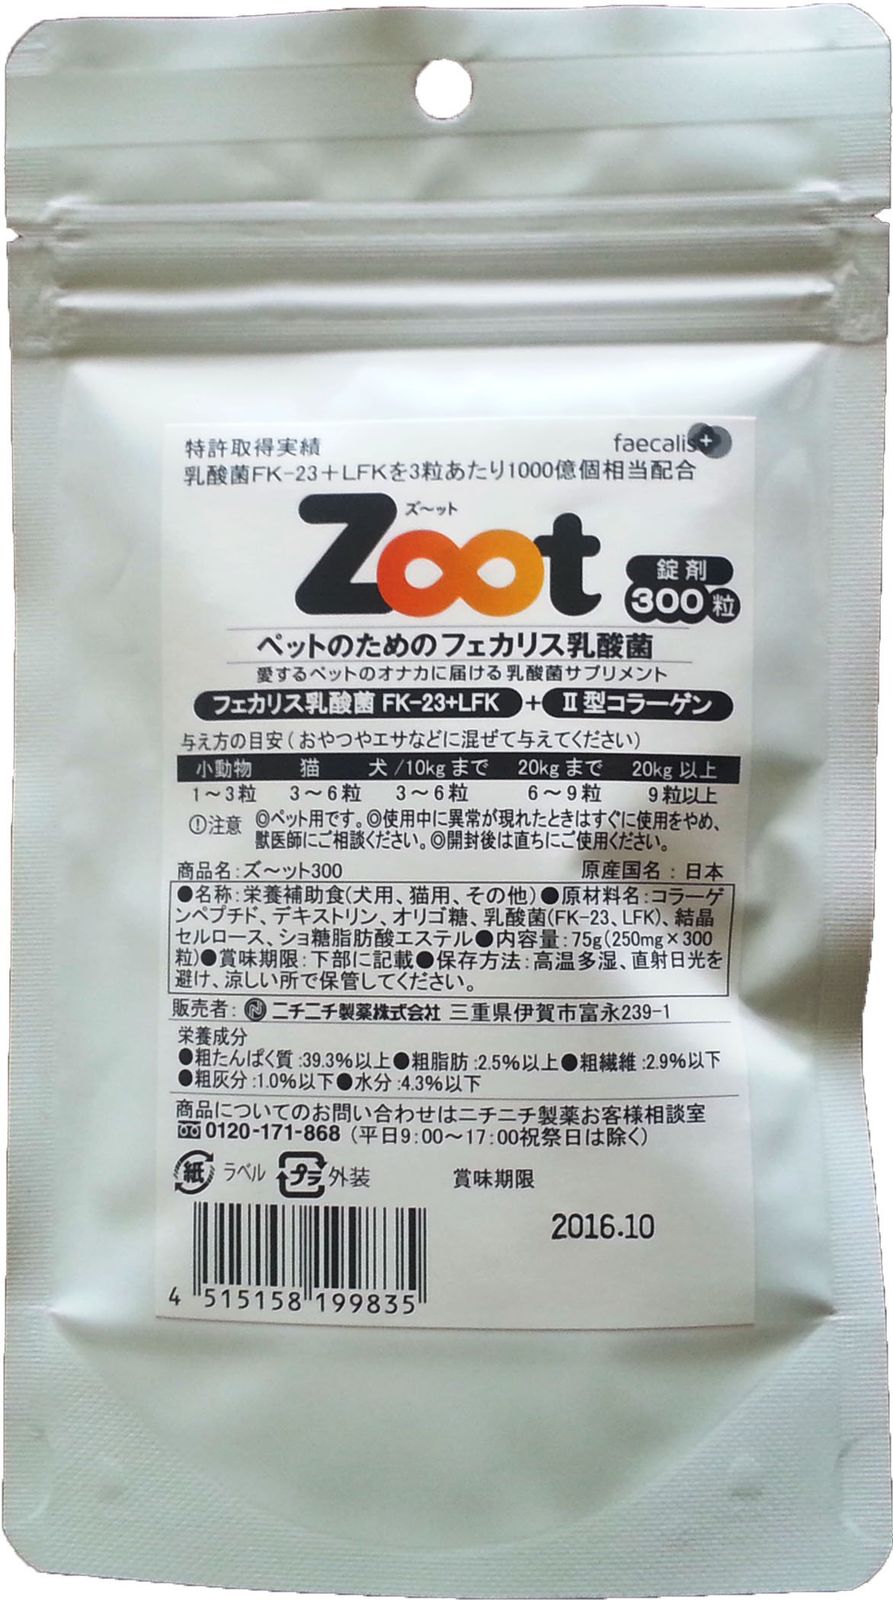 特許取得実績
faecalis+
乳酸菌FK-23＋LFKを3粒あたり1000億個相当配合
ズ〜ット
Zoot
錠剤
300粒
ペットのためのフェカリス乳酸菌
愛するペットのオナカに届ける乳酸菌サプリメント
フェカリス乳酸菌 FK-23+LFK + Ⅱ型コラーゲン
与え方の目安(おやつやエサなどに混ぜて与えてください)
小動物 猫 犬/10kgまで 20kgまで 20kg以上
1〜3粒 3〜6粒 3〜6粒 6〜9粒 9粒以上
①注意 ◎ペット用です。◎使用中に異常が現れたときはすぐに使用をやめ、
獣医師にご相談ください。◎開封後は直ちにご使用ください。
商品名:ズ〜ット300 原産国名:日本
●名称:栄養補助食(犬用、猫用、その他)●原材料名:コラーゲ
ンペプチド、デキストリン、オリゴ糖、乳酸菌(FK-23、LFK)、結晶
セルロース、ショ糖脂肪酸エステル●内容量:75g(250mg×300
粒)●賞味期限:下部に記載●保存方法:高温多湿、直射日光を
避け、涼しい所で保管してください。
販売者: ニチニチ製薬株式会社 三重県伊賀市富永239-1
栄養成分
●粗たんぱく質:39.3%以上●粗脂肪:2.5%以上●粗繊維:2.9%以下
●粗灰分:1.0%以下●水分:4.3%以下
商品についてのお問い合わせはニチニチ製薬お客様相談室
0120-171-868 (平日9:00〜17:00祝祭日は除く)
紙 ラベル プラ 外装 賞味期限
2016.10
4 515158 199835